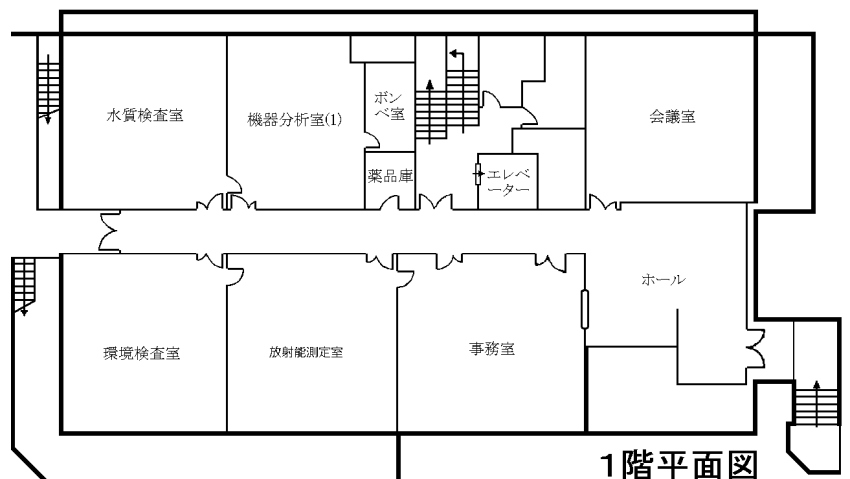 水質検査室
機器分析室(1)
ボン
ベ室
薬品庫
エレベ
ーター
会議室
ホール
環境検査室
放射能測定室
事務室
1階平面図